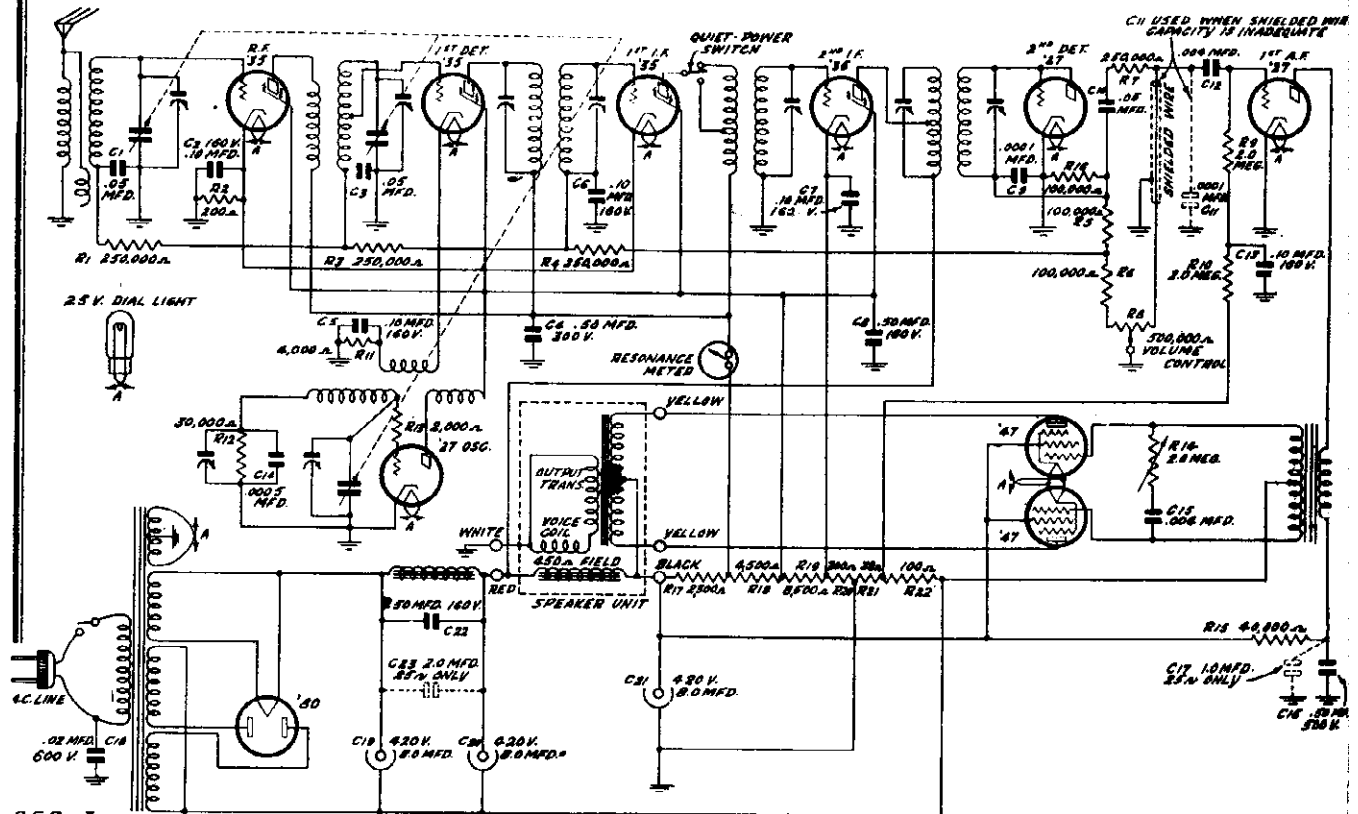 C11 USED WHEN SHIELDED WIRE
CAPACITY IS INADEQUATE
R.F.
'35
1ST DET.
'35
1ST I.F.
'35
QUIET-POWER
SWITCH
2ND I.F.
'35
2ND DET.
'27
250,000Ω
R7
.004 MFD.
C12
1ST A.F.
'27
C1
.05
MFD.
C2 160 V.
.10 MFD.
R2
200Ω
A
C3
.05
MFD.
A
C6
.10
MFD
160V.
A
C7
.10 MFD.
160 V.
A
.0001
MFD.
C9
R16
100,000Ω
A
.05
MFD.
SHIELDED WIRE
.0001
MFD
C11
R9
2.0
MEG.
A
R1 250,000Ω
R3 250,000Ω
100,000Ω
R5
100,000Ω
R6
R10
2.0 MEG.
C13
.10 MFD.
160 V.
2.5 V. DIAL LIGHT
A
C5
.10 MFD.
160V.
4,000Ω
R11
C4 .50 MFD.
300 V.
RESONANCE
METER
C8 .50 MFD.
160 V.
R8
500,000Ω
VOLUME
CONTROL
30,000Ω
R12
C14
.0005
MFD.
R13 2,000Ω
'27 OSC.
A
YELLOW
OUTPUT
TRANS
VOICE
COIL
450Ω FIELD
SPEAKER UNIT
WHITE
YELLOW
RED
BLACK
'47
A
'47
R14
2.0 MEG.
C15
.004 MFD.
R17 2500Ω
4,500Ω
R18
R19
8,500Ω
R20
R21
100Ω
R22
A
.50 MFD. 160 V.
C22
C23 2.0 MFD.
25~ ONLY
C21
420 V.
8.0 MFD.
R15 40,000Ω
C17 1.0 MFD.
25~ ONLY
C16
500 V.
A.C. LINE
.02 MFD.
C18
600 V.
'80
C19
420 V.
8.0 MFD.
420 V.
8.0 MFD.